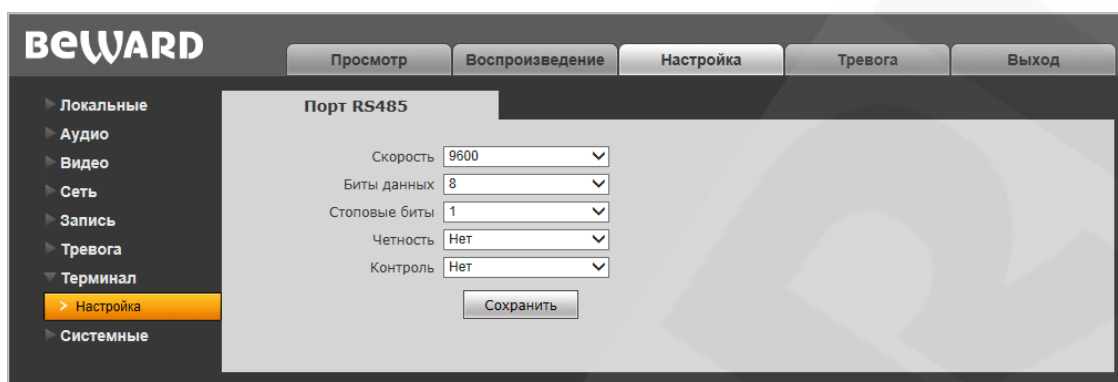 BEWARD
Просмотр Воспроизведение Настройка Тревога Выход
Локальные
Аудио
Видео
Сеть
Запись
Тревога
Терминал
> Настройка
Системные
Порт RS485
Скорость 9600
Биты данных 8
Стоповые биты 1
Четность Нет
Контроль Нет
Сохранить